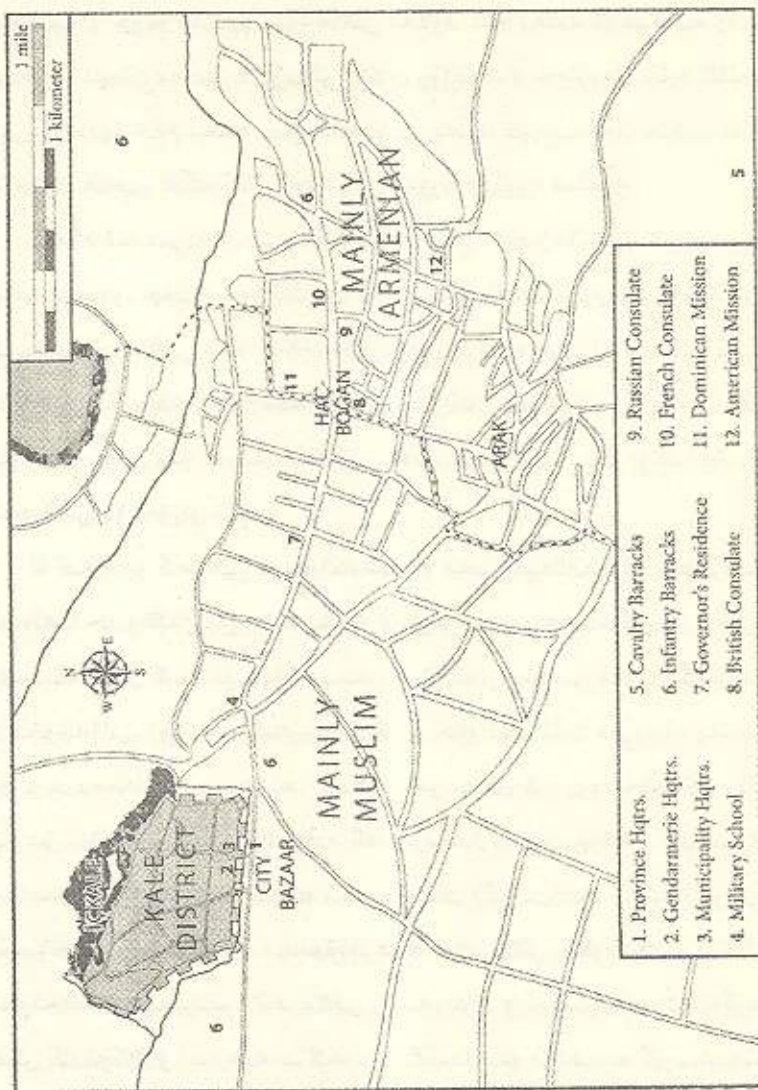 1 mile
1 kilometer
N
W E
S
6
IÇKALE
KALE
DISTRICT
2 3
6
1
CITY
BAZAAR
4
6
7
11
10
6
HAC
BOGAN
9
8
MAINLY
ARMENIAN
MAINLY
MUSLIM
12
ARAK
5
1. Province Hqtrs.
2. Gendarmerie Hqtrs.
3. Municipality Hqtrs.
4. Military School
5. Cavalry Barracks
6. Infantry Barracks
7. Governor's Residence
8. British Consulate
9. Russian Consulate
10. French Consulate
11. Dominican Mission
12. American Mission